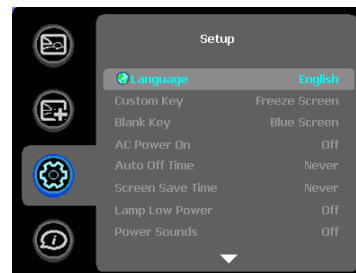 Setup
Language English
Custom Key Freeze Screen
Blank Key Blue Screen
AC Power On Off
Auto Off Time Never
Screen Save Time Never
Lamp Low Power Off
Power Sounds Off